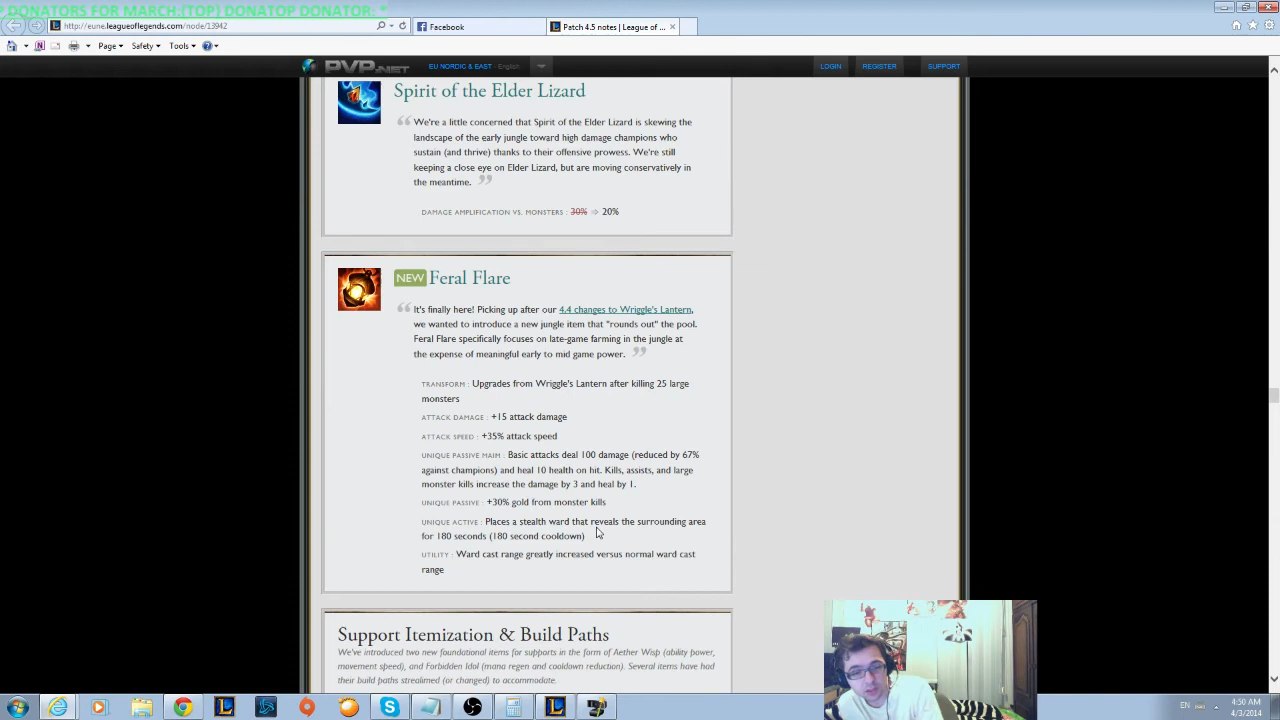 * DONATORS FOR MARCH:(TOP) DONATOP DONATOR: *
http://eune.leagueoflegends.com/node/13942
Facebook
Patch 4.5 notes | League of ...
Page
Safety
Tools
PVP.NET
EU NORDIC & EAST - English
LOGIN
REGISTER
SUPPORT
Spirit of the Elder Lizard
We're a little concerned that Spirit of the Elder Lizard is skewing the
landscape of the early jungle toward high damage champions who
sustain (and thrive) thanks to their offensive prowess. We're still
keeping a close eye on Elder Lizard, but are moving conservatively in
the meantime.
DAMAGE AMPLIFICATION VS. MONSTERS : 30% ⇒ 20%
NEW Feral Flare
It's finally here! Picking up after our 4.4 changes to Wriggle's Lantern,
we wanted to introduce a new jungle item that "rounds out" the pool.
Feral Flare specifically focuses on late-game farming in the jungle at
the expense of meaningful early to mid game power.
TRANSFORM : Upgrades from Wriggle's Lantern after killing 25 large
monsters
ATTACK DAMAGE : +15 attack damage
ATTACK SPEED : +35% attack speed
UNIQUE PASSIVE MAIM : Basic attacks deal 100 damage (reduced by 67%
against champions) and heal 10 health on hit. Kills, assists, and large
monster kills increase the damage by 3 and heal by 1.
UNIQUE PASSIVE : +30% gold from monster kills
UNIQUE ACTIVE : Places a stealth ward that reveals the surrounding area
for 180 seconds (180 second cooldown)
UTILITY : Ward cast range greatly increased versus normal ward cast
range
Support Itemization & Build Paths
We've introduced two new foundational items for supports in the form of Aether Wisp (ability power,
movement speed), and Forbidden Idol (mana regen and cooldown reduction). Several items have had
their build paths strealimed (or changed) to accommodate.
EN
4:50 AM
4/3/2014